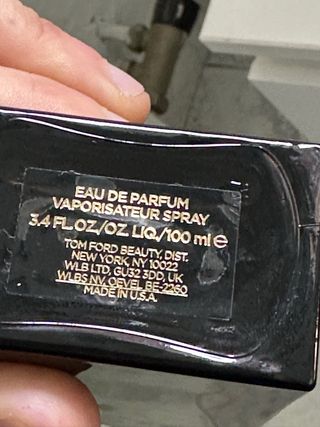 EAU DE PARFUM
VAPORISATEUR SPRAY
3.4 FL.OZ/OZ LIQ./100 ml ℮
TOM FORD BEAUTY, DIST.
NEW YORK, NY 10022
WLB LTD, GU32 3DD, UK
WLBS NV, OEVEL BE-2260
MADE IN U.S.A.